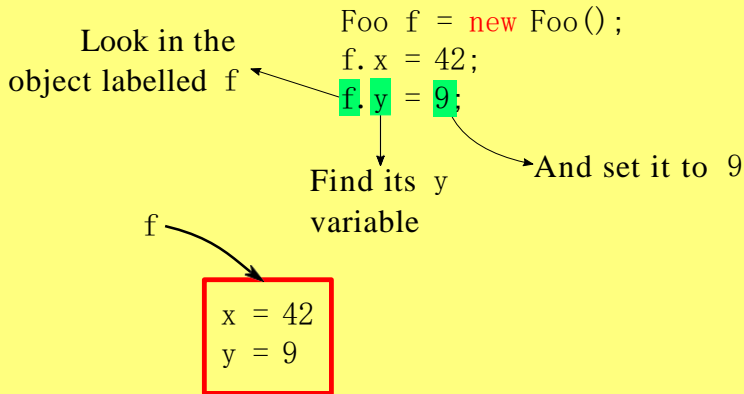 Foo f = new Foo();
f.x = 42;
f.y = 9;
Look in the
object labelled f
Find its y
variable
And set it to 9
f
x = 42
y = 9